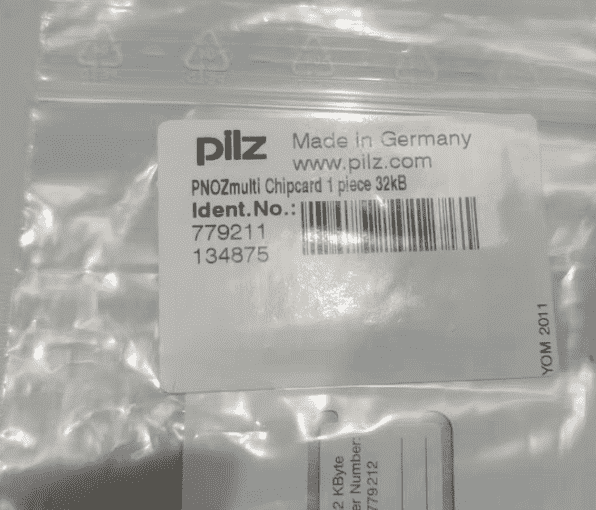 pilz
Made in Germany
www.pilz.com
PNOZmulti Chipcard 1 piece 32kB
Ident.No.:
779211
134875
YOM 2011
2 KByte
er Number:
779212